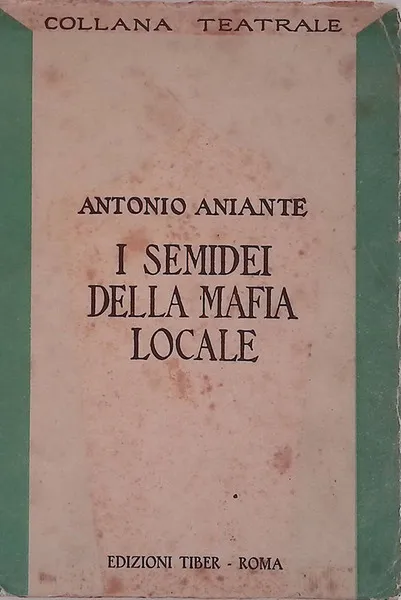 COLLANA TEATRALE
ANTONIO ANIANTE
I SEMIDEI
DELLA MAFIA
LOCALE
EDIZIONI TIBER - ROMA